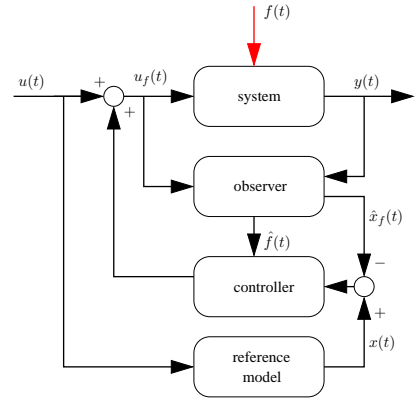 f(t)
u(t)
+
+
u_f(t)
system
y(t)
observer
x̂_f(t)
f̂(t)
−
controller
+
reference
model
x(t)